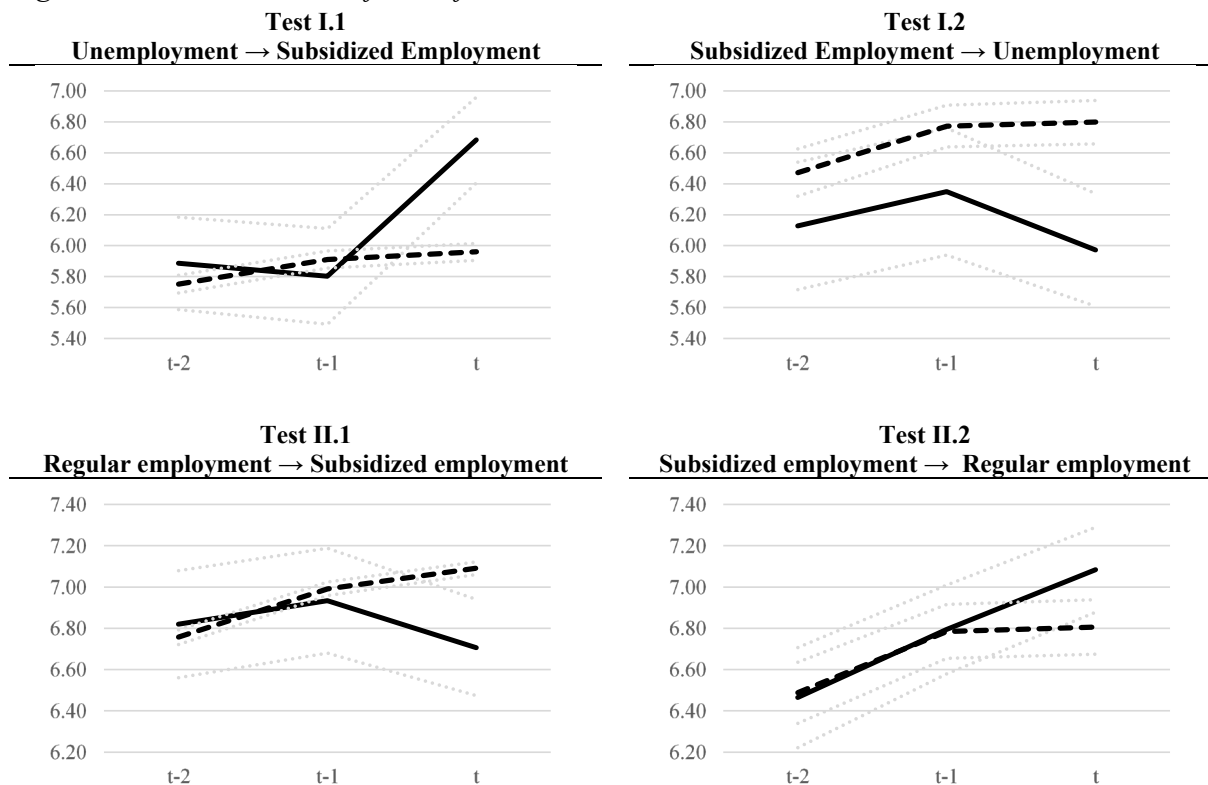 Test I.1
Unemployment → Subsidized Employment
7.00
6.80
6.60
6.40
6.20
6.00
5.80
5.60
5.40
t-2 t-1 t
Test I.2
Subsidized Employment → Unemployment
7.00
6.80
6.60
6.40
6.20
6.00
5.80
5.60
5.40
t-2 t-1 t
Test II.1
Regular employment → Subsidized employment
7.40
7.20
7.00
6.80
6.60
6.40
6.20
t-2 t-1 t
Test II.2
Subsidized employment → Regular employment
7.40
7.20
7.00
6.80
6.60
6.40
6.20
t-2 t-1 t